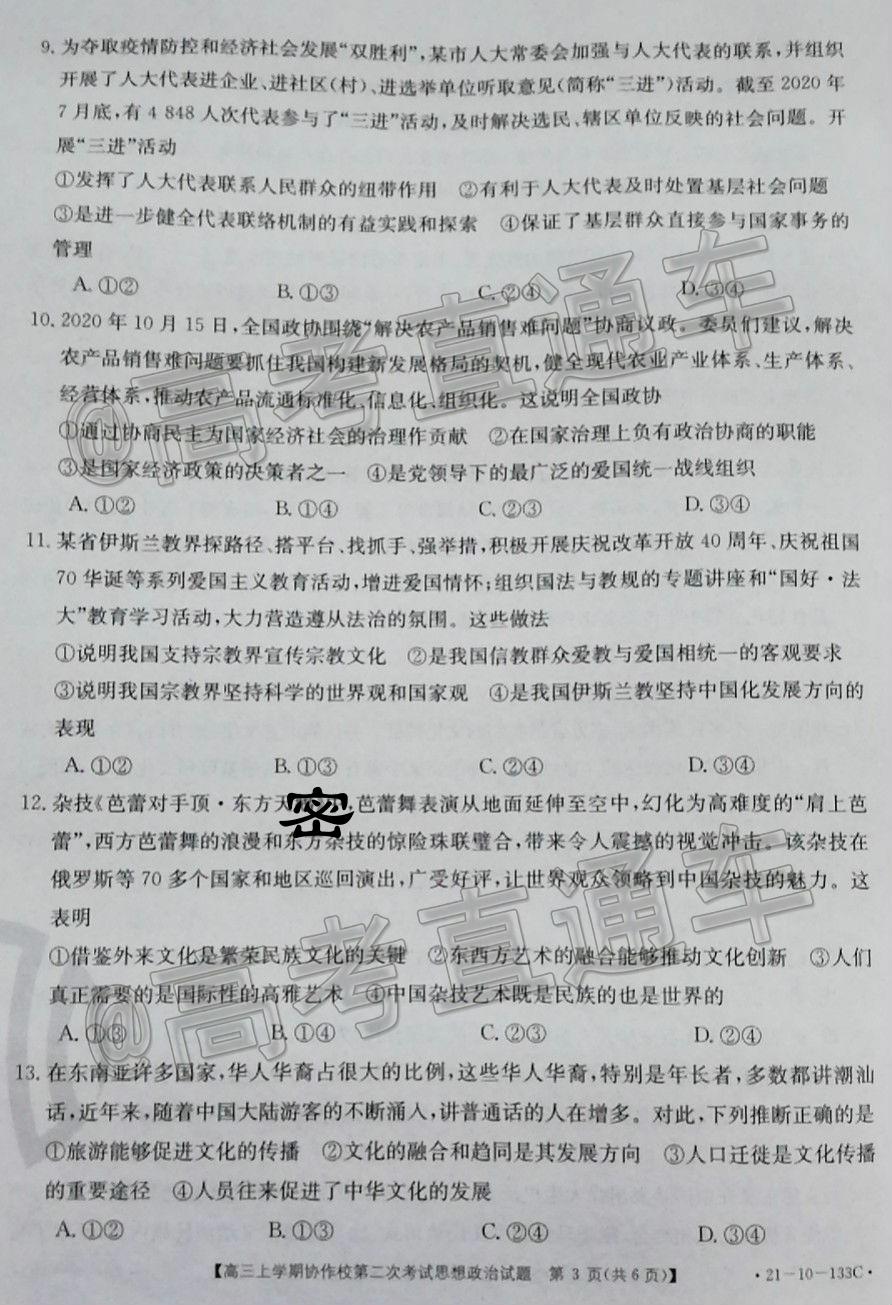 9. 为夺取疫情防控和经济社会发展“双胜利”,某市人大常委会加强与人大代表的联系,并组织
开展了人大代表进企业、进社区(村)、进选举单位听取意见(简称“三进”)活动。截至 2020 年
7 月底,有 4 848 人次代表参与了“三进”活动,及时解决选民、辖区单位反映的社会问题。开
展“三进”活动
①发挥了人大代表联系人民群众的纽带作用 ②有利于人大代表及时处置基层社会问题
③是进一步健全代表联络机制的有益实践和探索 ④保证了基层群众直接参与国家事务的
管理
A. ①② B. ①③ C. ②④ D. ③④
10. 2020 年 10 月 15 日,全国政协围绕“解决农产品销售难问题”协商议政。委员们建议,解决
农产品销售难问题要抓住我国构建新发展格局的契机,健全现代农业产业体系、生产体系、
经营体系,推动农产品流通标准化、信息化、组织化。这说明全国政协
①通过协商民主为国家经济社会的治理作贡献 ②在国家治理上负有政治协商的职能
③是国家经济政策的决策者之一 ④是党领导下的最广泛的爱国统一战线组织
A. ①② B. ①④ C. ②③ D. ③④
11. 某省伊斯兰教界探路径、搭平台、找抓手、强举措,积极开展庆祝改革开放 40 周年、庆祝祖国
70 华诞等系列爱国主义教育活动,增进爱国情怀;组织国法与教规的专题讲座和“国好·法
大”教育学习活动,大力营造遵从法治的氛围。这些做法
①说明我国支持宗教界宣传宗教文化 ②是我国信教群众爱教与爱国相统一的客观要求
③说明我国宗教界坚持科学的世界观和国家观 ④是我国伊斯兰教坚持中国化发展方向的
表现
A. ①② B. ①③ C. ②④ D. ③④
12. 杂技《芭蕾对手顶·东方天 密 ,芭蕾舞表演从地面延伸至空中,幻化为高难度的“肩上芭
蕾”,西方芭蕾舞的浪漫和东方杂技的惊险珠联璧合,带来令人震撼的视觉冲击。该杂技在
俄罗斯等 70 多个国家和地区巡回演出,广受好评,让世界观众领略到中国杂技的魅力。这
表明
①借鉴外来文化是繁荣民族文化的关键 ②东西方艺术的融合能够推动文化创新 ③人们
真正需要的是国际性的高雅艺术 ④中国杂技艺术既是民族的也是世界的
A. ①③ B. ①④ C. ②③ D. ②④
13. 在东南亚许多国家,华人华裔占很大的比例,这些华人华裔,特别是年长者,多数都讲潮汕
话,近年来,随着中国大陆游客的不断涌入,讲普通话的人在增多。对此,下列推断正确的是
①旅游能够促进文化的传播 ②文化的融合和趋同是其发展方向 ③人口迁徙是文化传播
的重要途径 ④人员往来促进了中华文化的发展
A. ①② B. ①③ C. ②④ D. ③④
【高三上学期协作校第二次考试思想政治试题 第 3 页(共 6 页)】 ·21-10-133C·
@高考直通车
@高考直通车